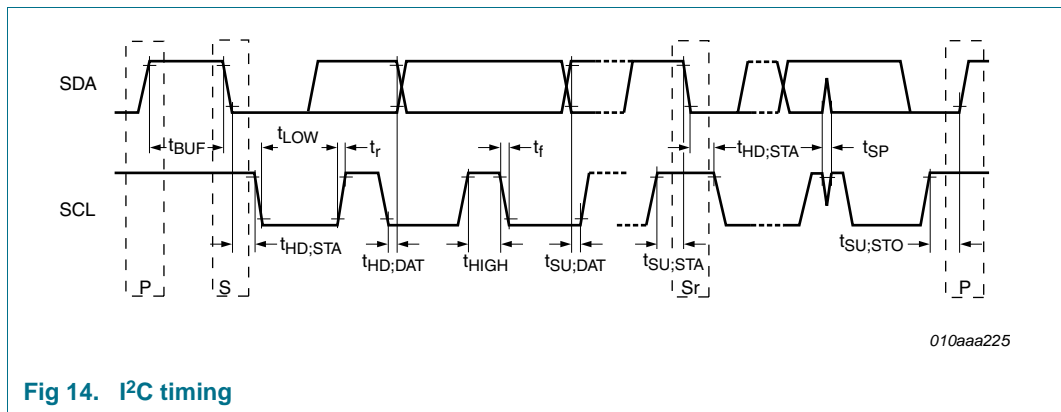 SDA
tBUF
tLOW
tr
tf
tHD;STA
tSP
SCL
tHD;STA
tHD;DAT
tHIGH
tSU;DAT
tSU;STA
tSU;STO
P
S
Sr
P
010aaa225
Fig 14. I²C timing